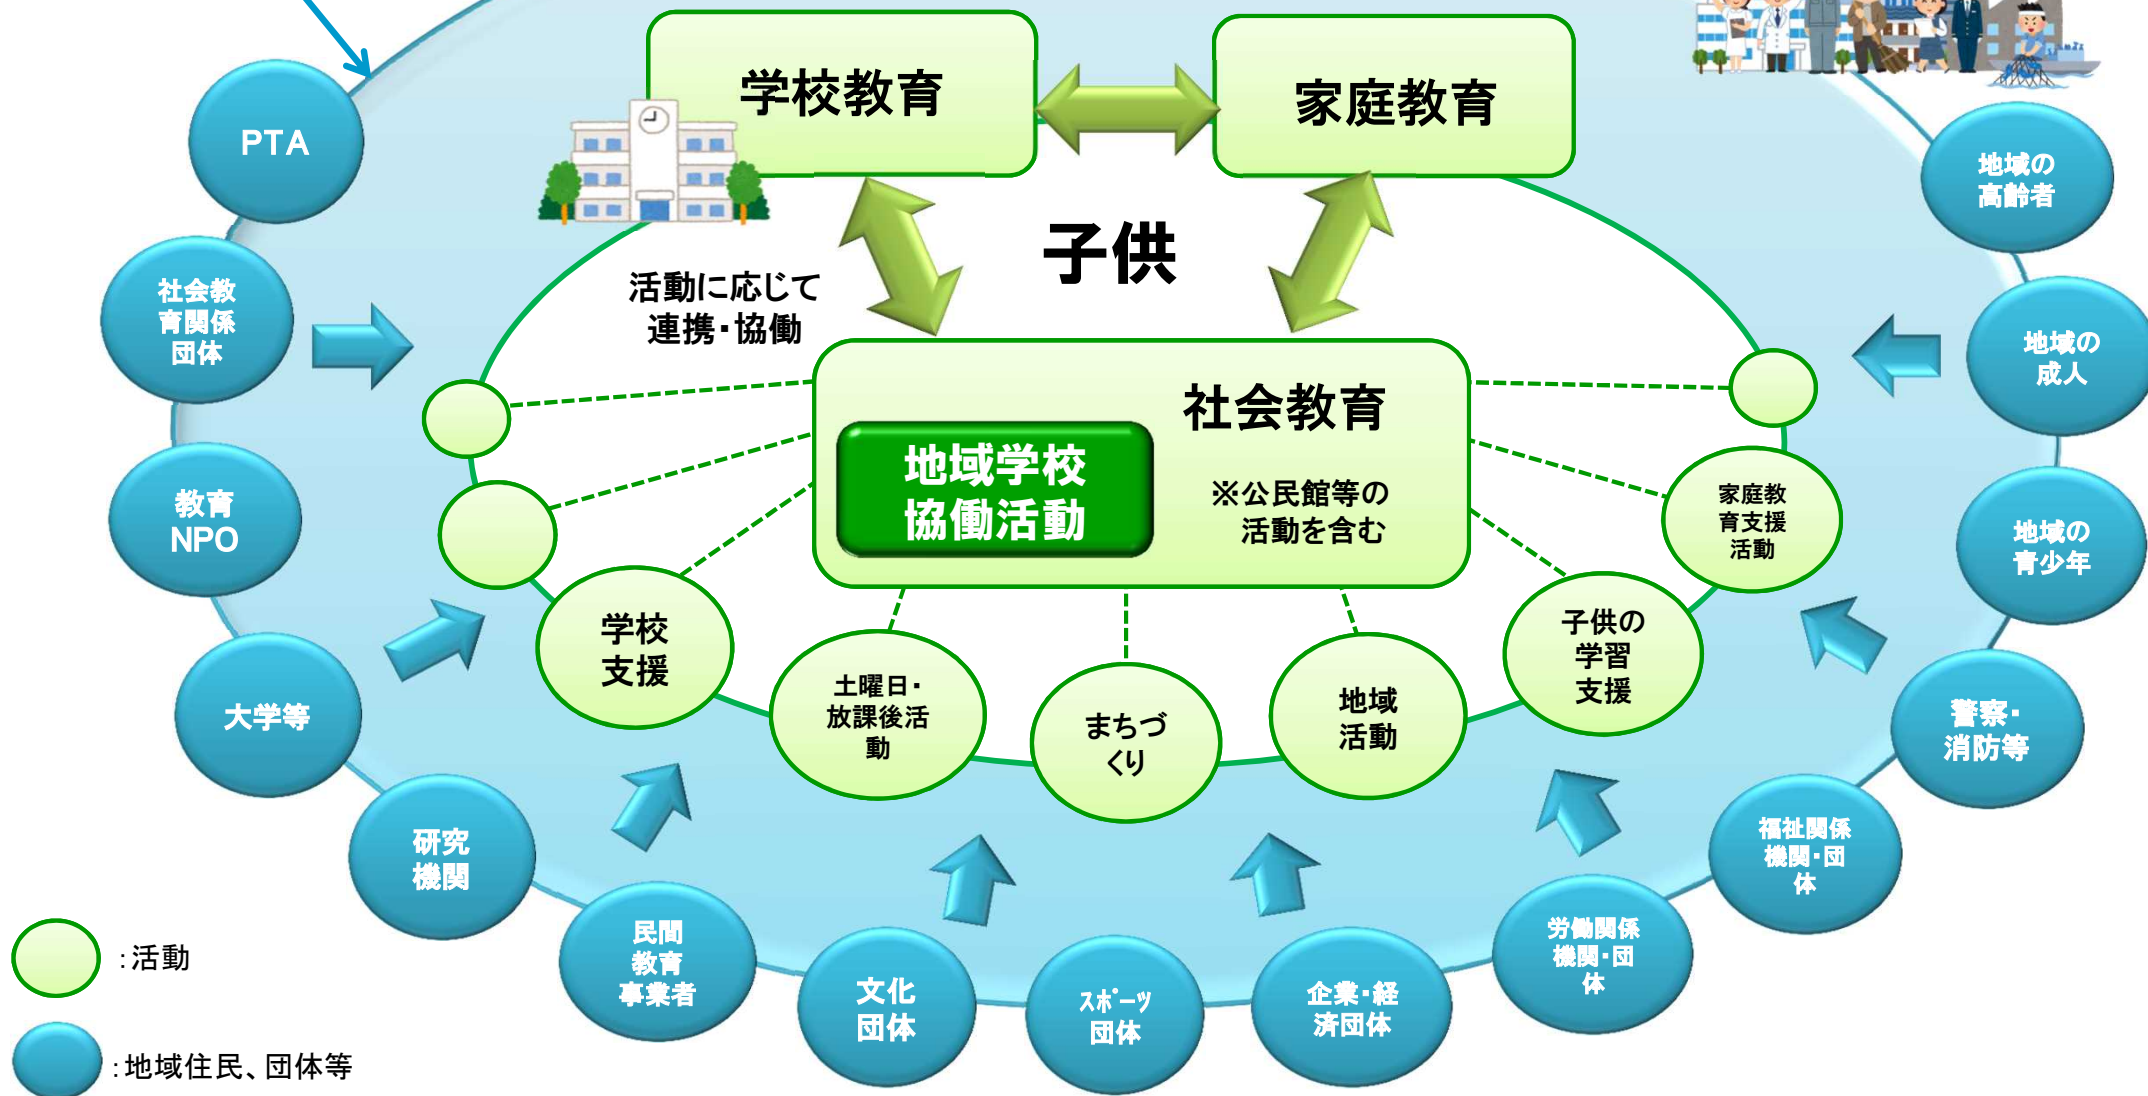 学校教育
家庭教育
PTA
地域の
高齢者
子供
社会教
育関係
団体
活動に応じて
連携・協働
地域の
成人
社会教育
地域学校
協働活動
※公民館等の
活動を含む
教育
NPO
家庭教
育支援
活動
地域の
青少年
学校
支援
土曜日・
放課後活
動
まちづ
くり
地域
活動
子供の
学習
支援
大学等
警察・
消防等
研究
機関
福祉関係
機関・団
体
民間
教育
事業者
文化
団体
スポーツ
団体
企業・経
済団体
労働関係
機関・団
体
：活動
：地域住民、団体等